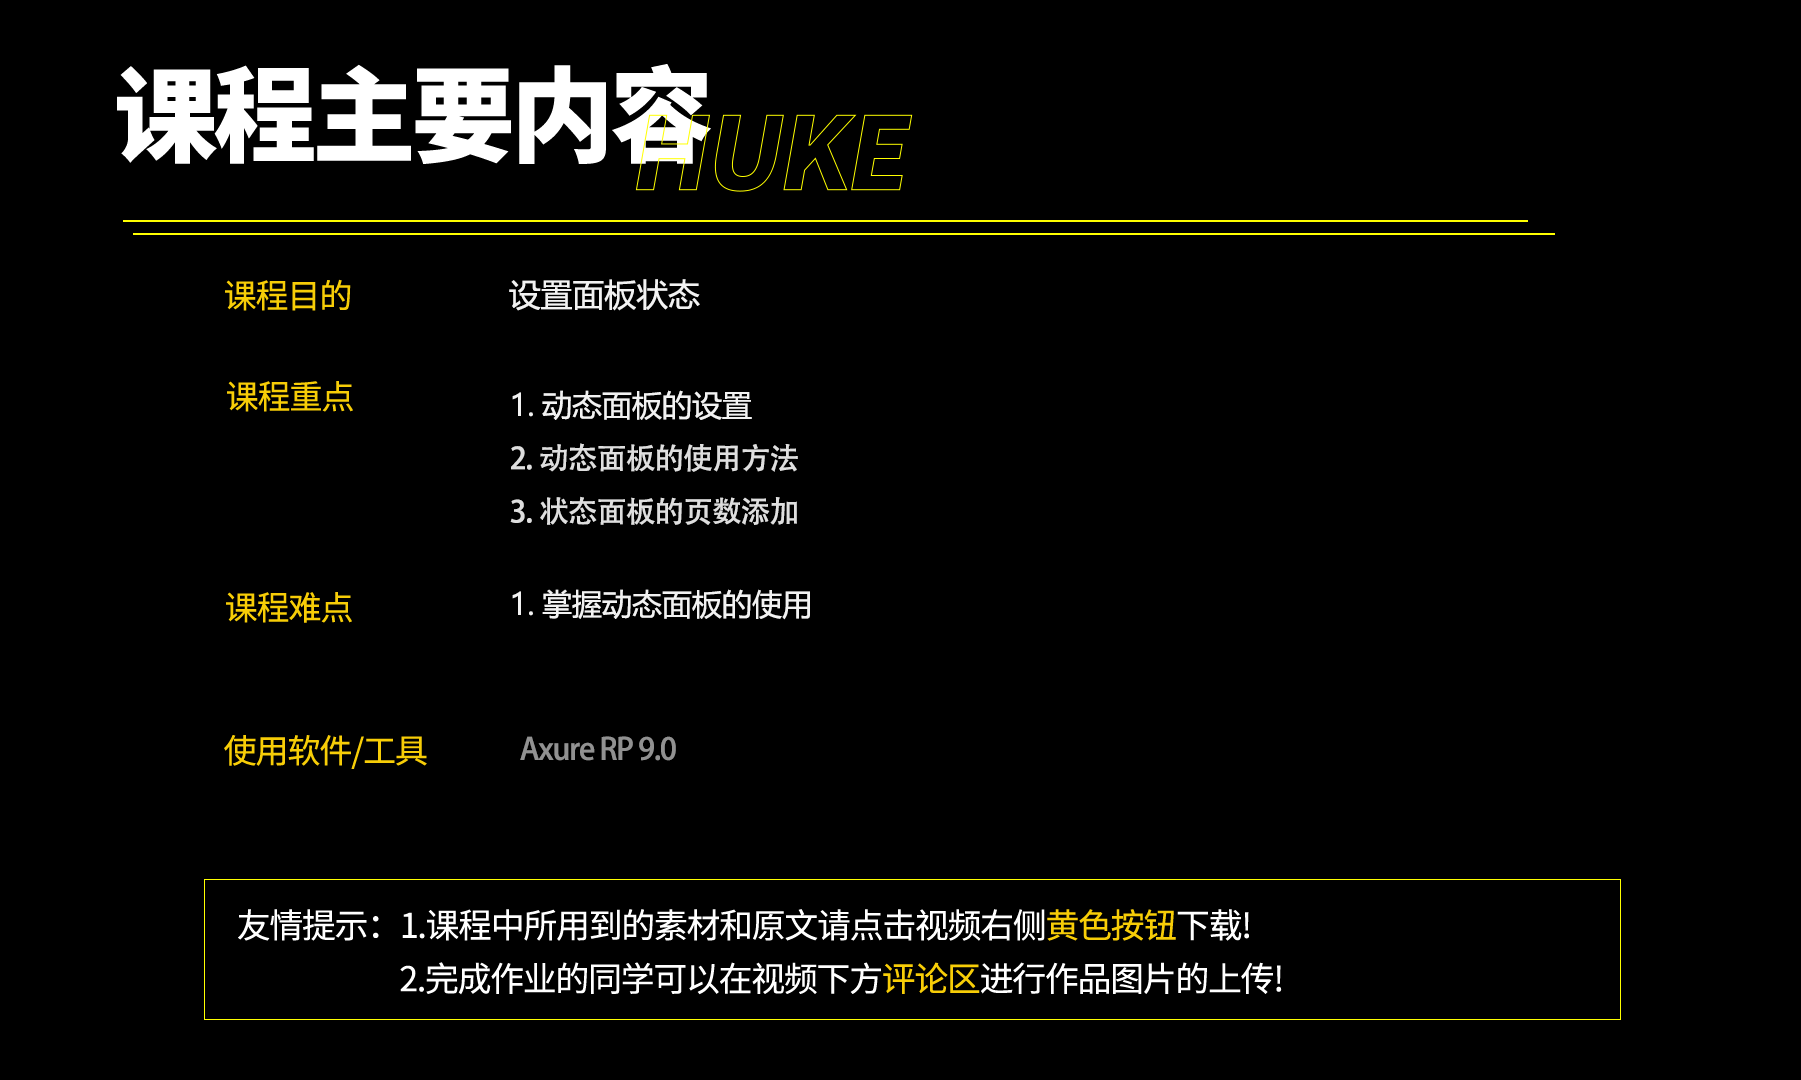 课程主要内容
HUKE
课程目的 设置面板状态
课程重点 1. 动态面板的设置
2. 动态面板的使用方法
3. 状态面板的页数添加
课程难点 1. 掌握动态面板的使用
使用软件/工具 Axure RP 9.0
友情提示：1.课程中所用到的素材和原文请点击视频右侧黄色按钮下载!
2.完成作业的同学可以在视频下方评论区进行作品图片的上传!